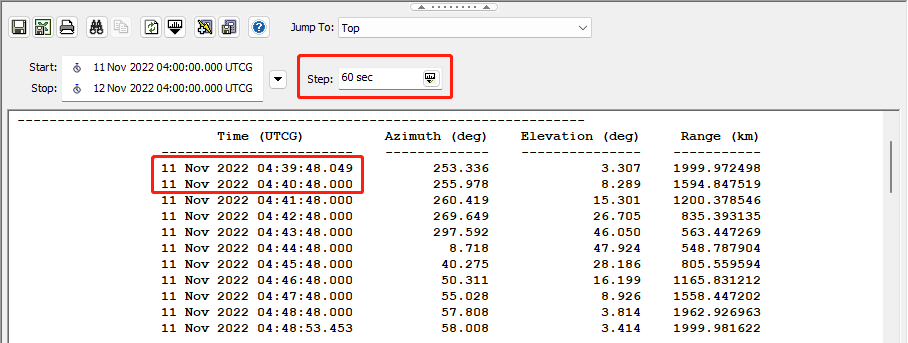 Jump To: Top
Start: 11 Nov 2022 04:00:00.000 UTCG
Stop: 12 Nov 2022 04:00:00.000 UTCG
Step: 60 sec
------------------------------------------------------------------------
Time (UTCG) Azimuth (deg) Elevation (deg) Range (km)
------------------------ ------------- --------------- -----------
11 Nov 2022 04:39:48.049 253.336 3.307 1999.972498
11 Nov 2022 04:40:48.000 255.978 8.289 1594.847519
11 Nov 2022 04:41:48.000 260.419 15.301 1200.378546
11 Nov 2022 04:42:48.000 269.649 26.705 835.393135
11 Nov 2022 04:43:48.000 297.592 46.050 563.447269
11 Nov 2022 04:44:48.000 8.718 47.924 548.787904
11 Nov 2022 04:45:48.000 40.275 28.186 805.559594
11 Nov 2022 04:46:48.000 50.311 16.199 1165.831212
11 Nov 2022 04:47:48.000 55.028 8.926 1558.447202
11 Nov 2022 04:48:48.000 57.808 3.814 1962.926963
11 Nov 2022 04:48:53.453 58.008 3.414 1999.981622